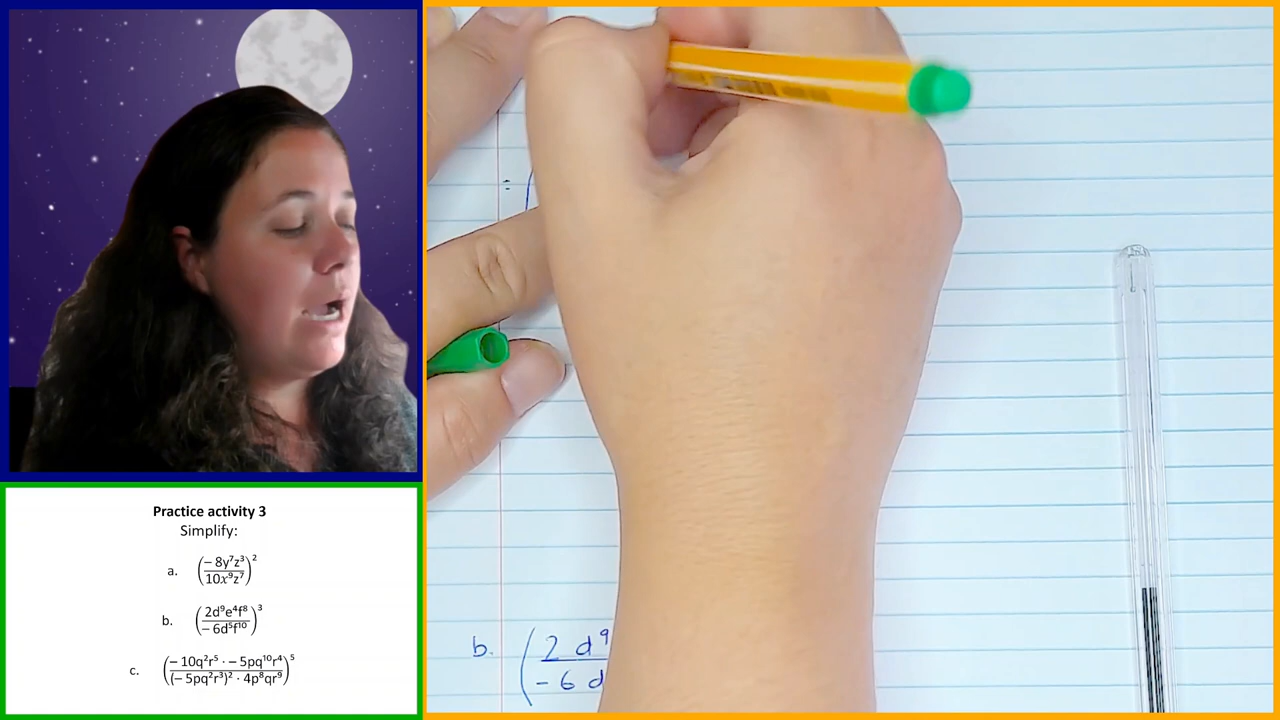 Practice activity 3
Simplify:
a. (−8y⁷z³ / 10x⁹z⁷)²
b. (2d⁹e⁴f⁸ / −6d⁵f¹⁰)³
c. (−10q²r⁵ · −5pq¹⁰r⁴ / (−5pq²r³)² · 4p⁸qr⁹)⁵
b. (2 d⁹ / −6 d